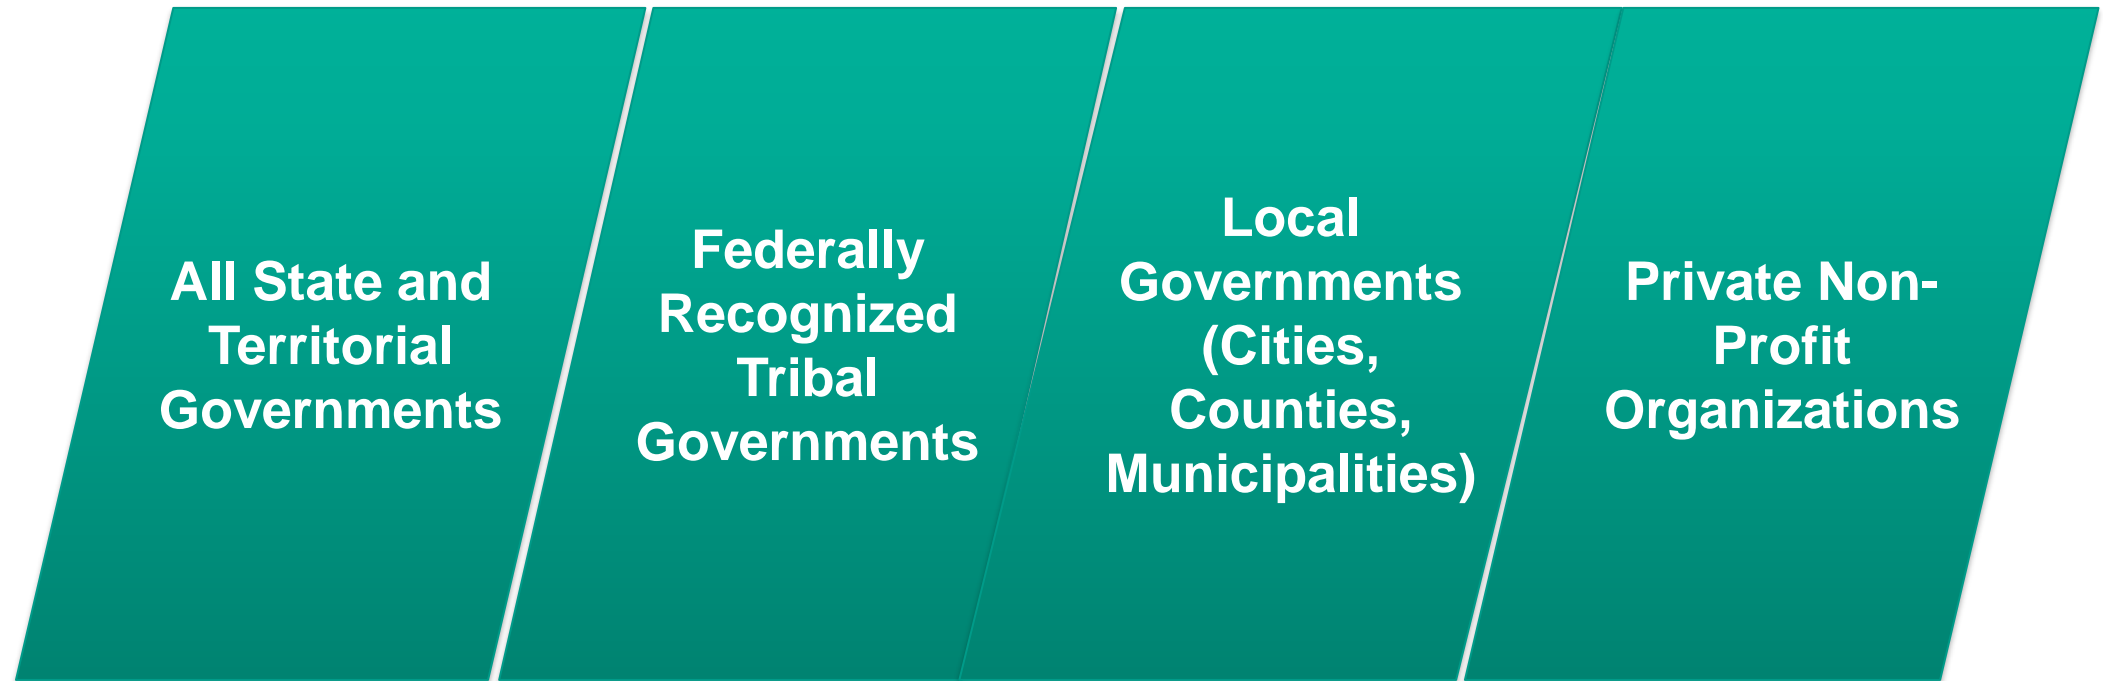 All State and
Territorial
Governments
Federally
Recognized
Tribal
Governments
Local
Governments
(Cities,
Counties,
Municipalities)
Private Non-
Profit
Organizations